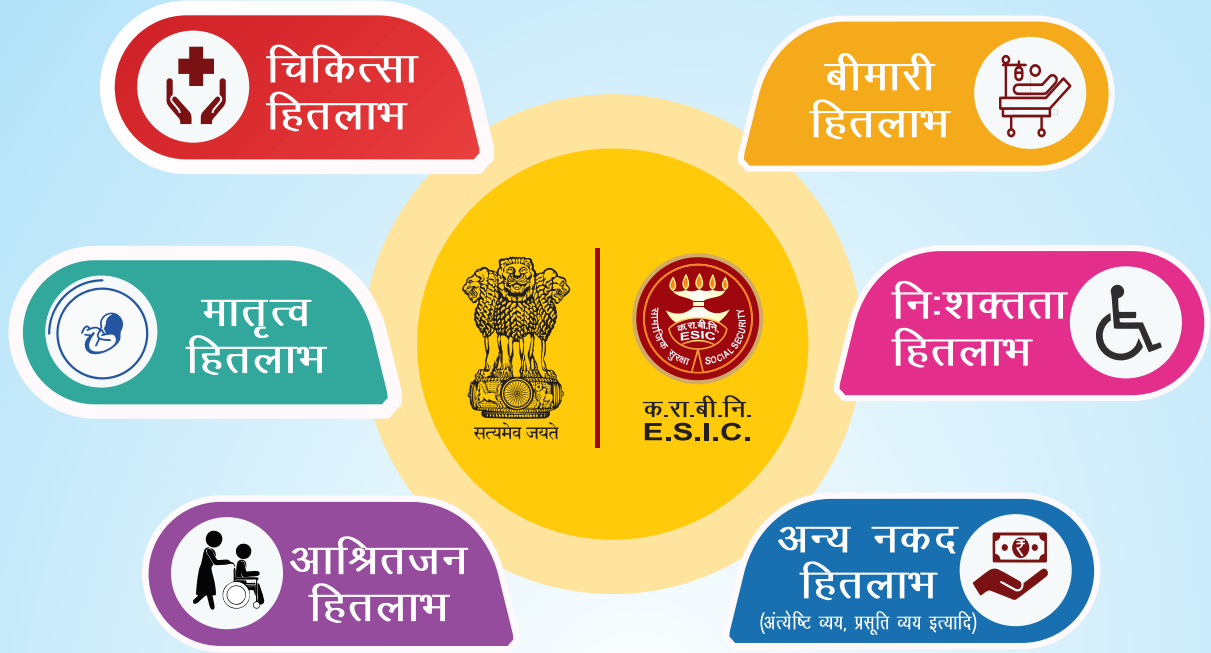 चिकित्सा
हितलाभ
बीमारी
हितलाभ
मातृत्व
हितलाभ
सत्यमेव जयते
सामाजिक सुरक्षा
क.रा.बी.नि.
ESIC
SOCIAL SECURITY
क.रा.बी.नि.
E.S.I.C.
निःशक्तता
हितलाभ
आश्रितजन
हितलाभ
अन्य नकद
हितलाभ
(अंत्येष्टि व्यय, प्रसूति व्यय इत्यादि)